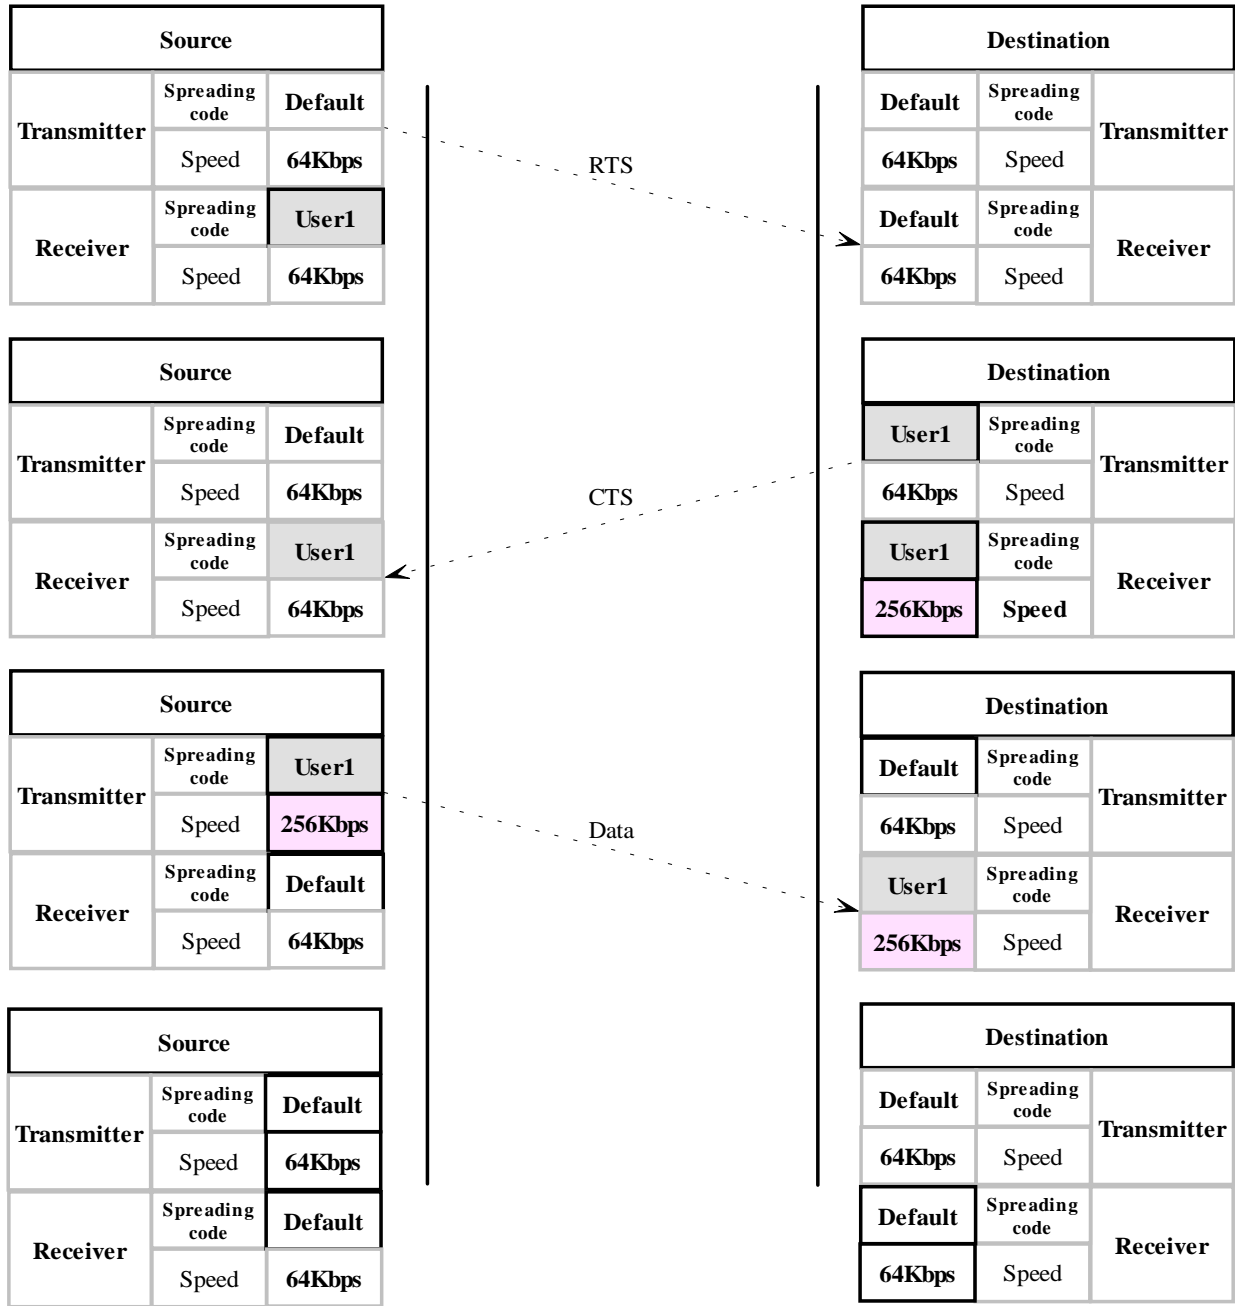 Source
Transmitter
Spreading code
Default
Speed
64Kbps
Receiver
Spreading code
User1
Speed
64Kbps
RTS
Destination
Default
Spreading code
Transmitter
64Kbps
Speed
Default
Spreading code
Receiver
64Kbps
Speed
Source
Transmitter
Spreading code
Default
Speed
64Kbps
Receiver
Spreading code
User1
Speed
64Kbps
CTS
Destination
User1
Spreading code
Transmitter
64Kbps
Speed
User1
Spreading code
Receiver
256Kbps
Speed
Source
Transmitter
Spreading code
User1
Speed
256Kbps
Receiver
Spreading code
Default
Speed
64Kbps
Data
Destination
Default
Spreading code
Transmitter
64Kbps
Speed
User1
Spreading code
Receiver
256Kbps
Speed
Source
Transmitter
Spreading code
Default
Speed
64Kbps
Receiver
Spreading code
Default
Speed
64Kbps
Destination
Default
Spreading code
Transmitter
64Kbps
Speed
Default
Spreading code
Receiver
64Kbps
Speed